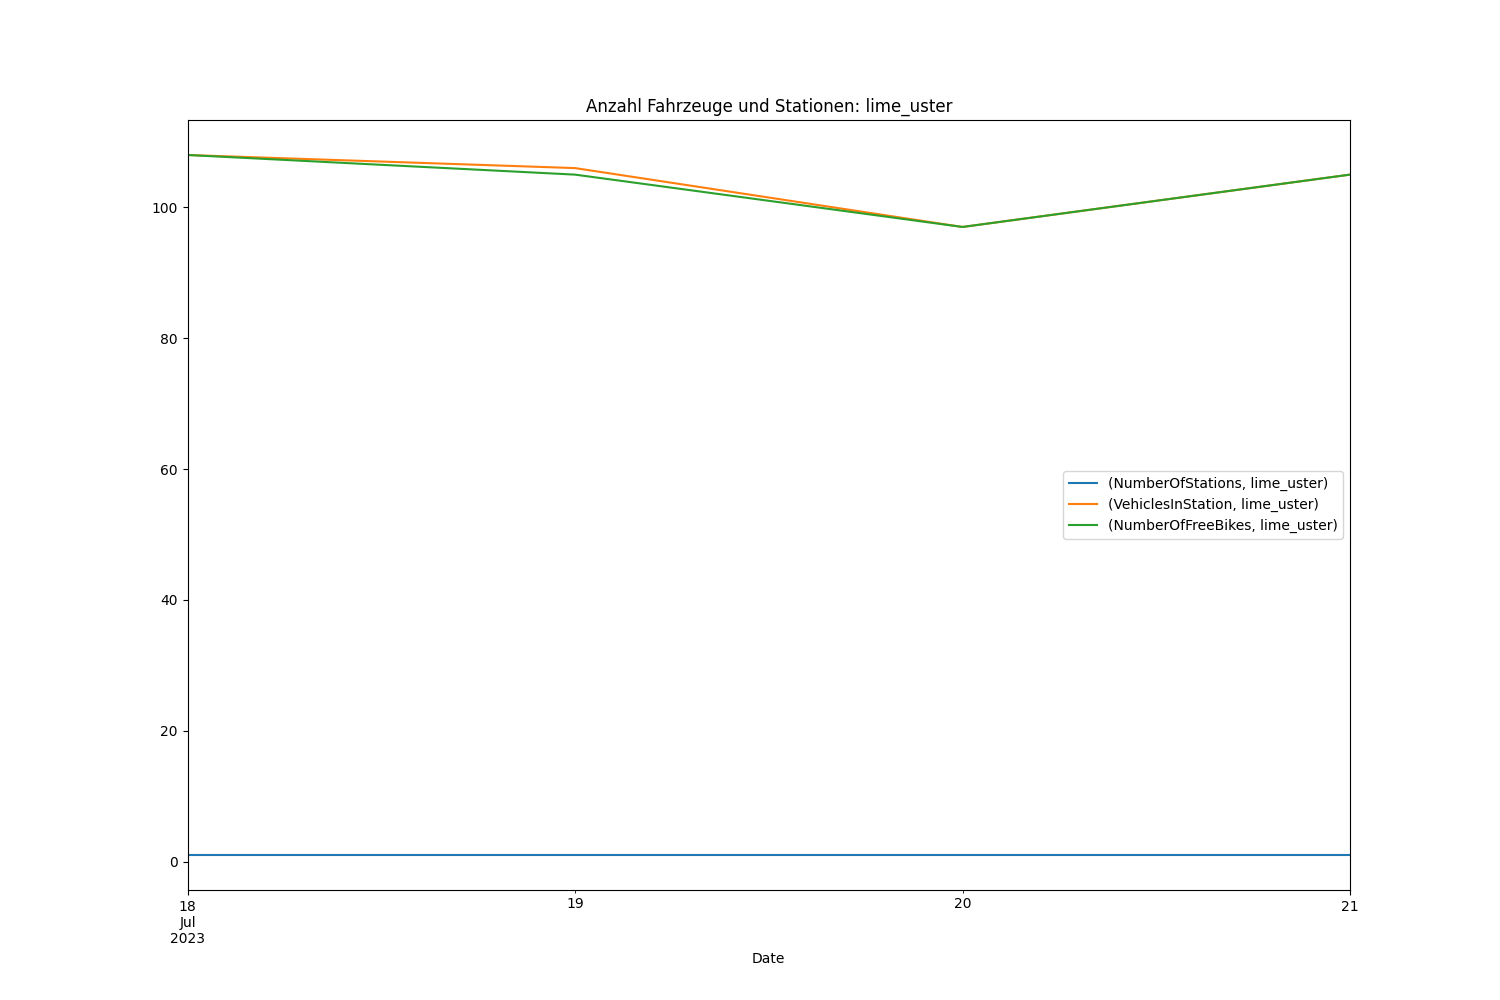 Anzahl Fahrzeuge und Stationen: lime_uster
100
80
60
40
20
0
(NumberOfStations, lime_uster)
(VehiclesInStation, lime_uster)
(NumberOfFreeBikes, lime_uster)
18
Jul
2023
19
20
21
Date